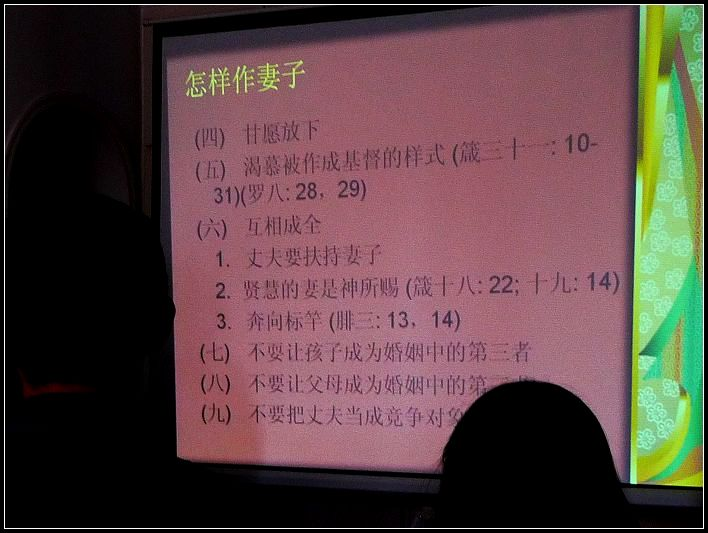 怎样作妻子
(四) 甘愿放下
(五) 渴慕被作成基督的样式 (箴三十一: 10-
31)(罗八: 28，29)
(六) 互相成全
1. 丈夫要扶持妻子
2. 贤慧的妻是神所赐 (箴十八: 22; 十九: 14)
3. 奔向标竿 (腓三: 13，14)
(七) 不要让孩子成为婚姻中的第三者
(八) 不要让父母成为婚姻中的第
(九) 不要把丈夫当成竞争对象